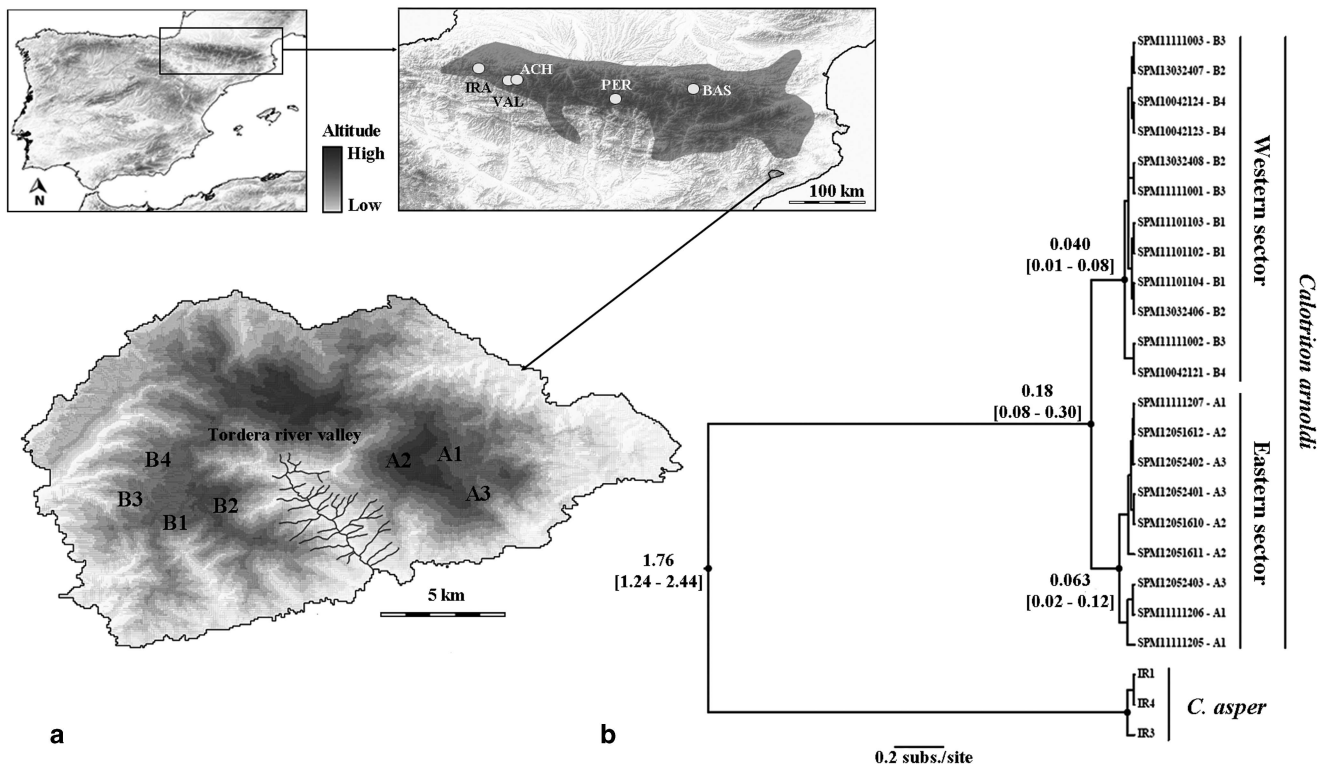 N
Altitude
High
Low
IRA
VAL
ACH
PER
BAS
100 km
Tordera river valley
B4
B3
B2
B1
A2
A1
A3
5 km
a
SPM11111003 - B3
SPM13032407 - B2
SPM10042124 - B4
SPM10042123 - B4
SPM13032408 - B2
SPM11111001 - B3
SPM11101103 - B1
SPM11101102 - B1
SPM11101104 - B1
SPM13032406 - B2
SPM11111002 - B3
SPM10042121 - B4
SPM11111207 - A1
SPM12051612 - A2
SPM12052402 - A3
SPM12052401 - A3
SPM12051610 - A2
SPM12051611 - A2
SPM12052403 - A3
SPM11111206 - A1
SPM11111205 - A1
IR1
IR4
IR3
Western sector
Eastern sector
Calotriton arnoldi
C. asper
0.040
[0.01 - 0.08]
0.18
[0.08 - 0.30]
0.063
[0.02 - 0.12]
1.76
[1.24 - 2.44]
0.2 subs./site
b